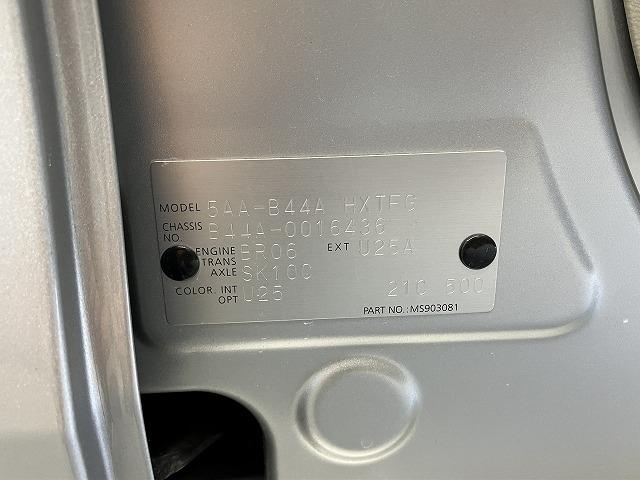 MODEL 5AA-B44A HXTFG
CHASSIS NO. B44A-0016436
ENGINE BR06 EXT U25A
TRANS AXLE SK10C
COLOR. INT U25 21C 500
OPT
PART NO.: MS903081